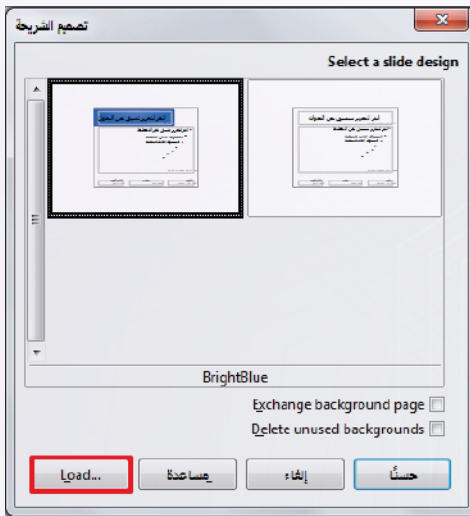 تصميم الشريحة
Select a slide design
BrightBlue
Exchange background page
Delete unused backgrounds
حسنًا
إلغاء
مساعدة
Load...